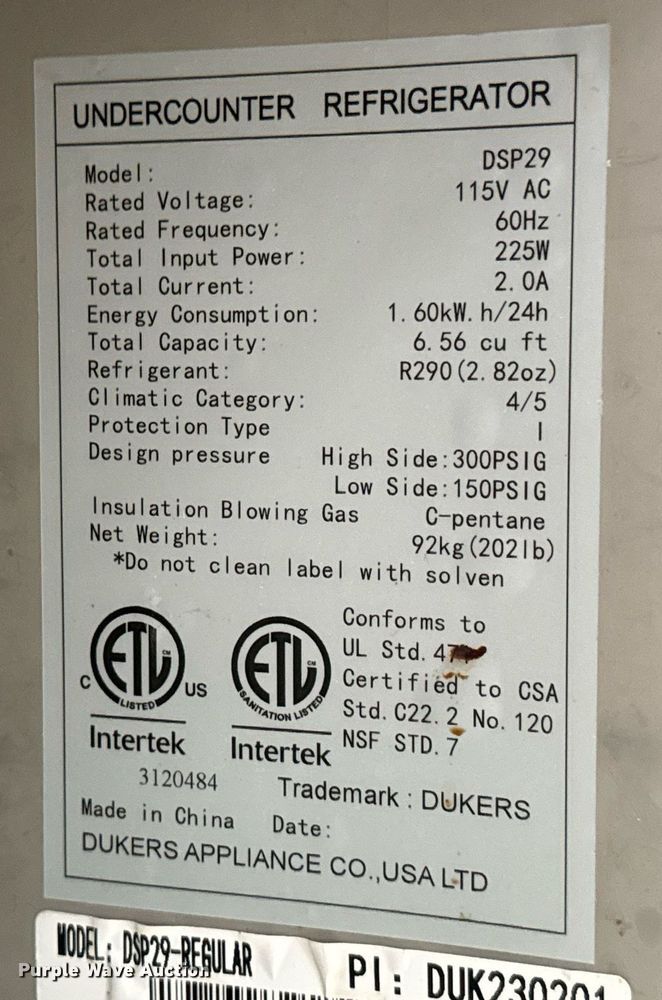 UNDERCOUNTER REFRIGERATOR
Model: DSP29
Rated Voltage: 115V AC
Rated Frequency: 60Hz
Total Input Power: 225W
Total Current: 2.0A
Energy Consumption: 1.60kW.h/24h
Total Capacity: 6.56 cu ft
Refrigerant: R290(2.82oz)
Climatic Category: 4/5
Protection Type I
Design pressure High Side:300PSIG
Low Side:150PSIG
Insulation Blowing Gas C-pentane
Net Weight: 92kg(202lb)
*Do not clean label with solven
ETL CM LISTED C US Intertek
ETL CM SANITATION LISTED Intertek
3120484
Conforms to
UL Std.
Certified to CSA
Std. C22.2 No. 120
NSF STD. 7
Trademark : DUKERS
Made in China Date:
DUKERS APPLIANCE CO.,USA LTD
MODEL: DSP29-REGULAR
PI: DUK230201
Purple Wave Auction